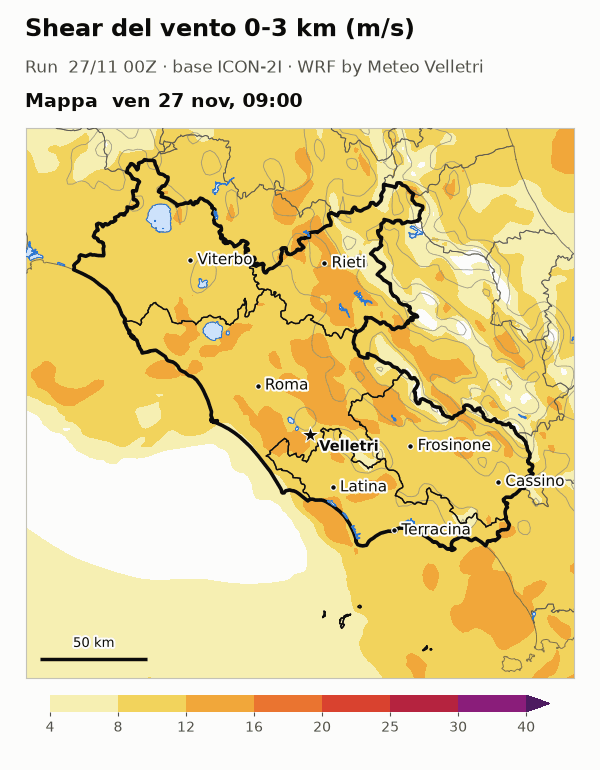 Shear del vento 0-3 km (m/s)
Run  27/11 00Z · base ICON-2I · WRF by Meteo Velletri
Mappa  ven 27 nov, 09:00
Viterbo
Rieti
Roma
Velletri
Frosinone
Cassino
Latina
Terracina
50 km
4 8 12 16 20 25 30 40